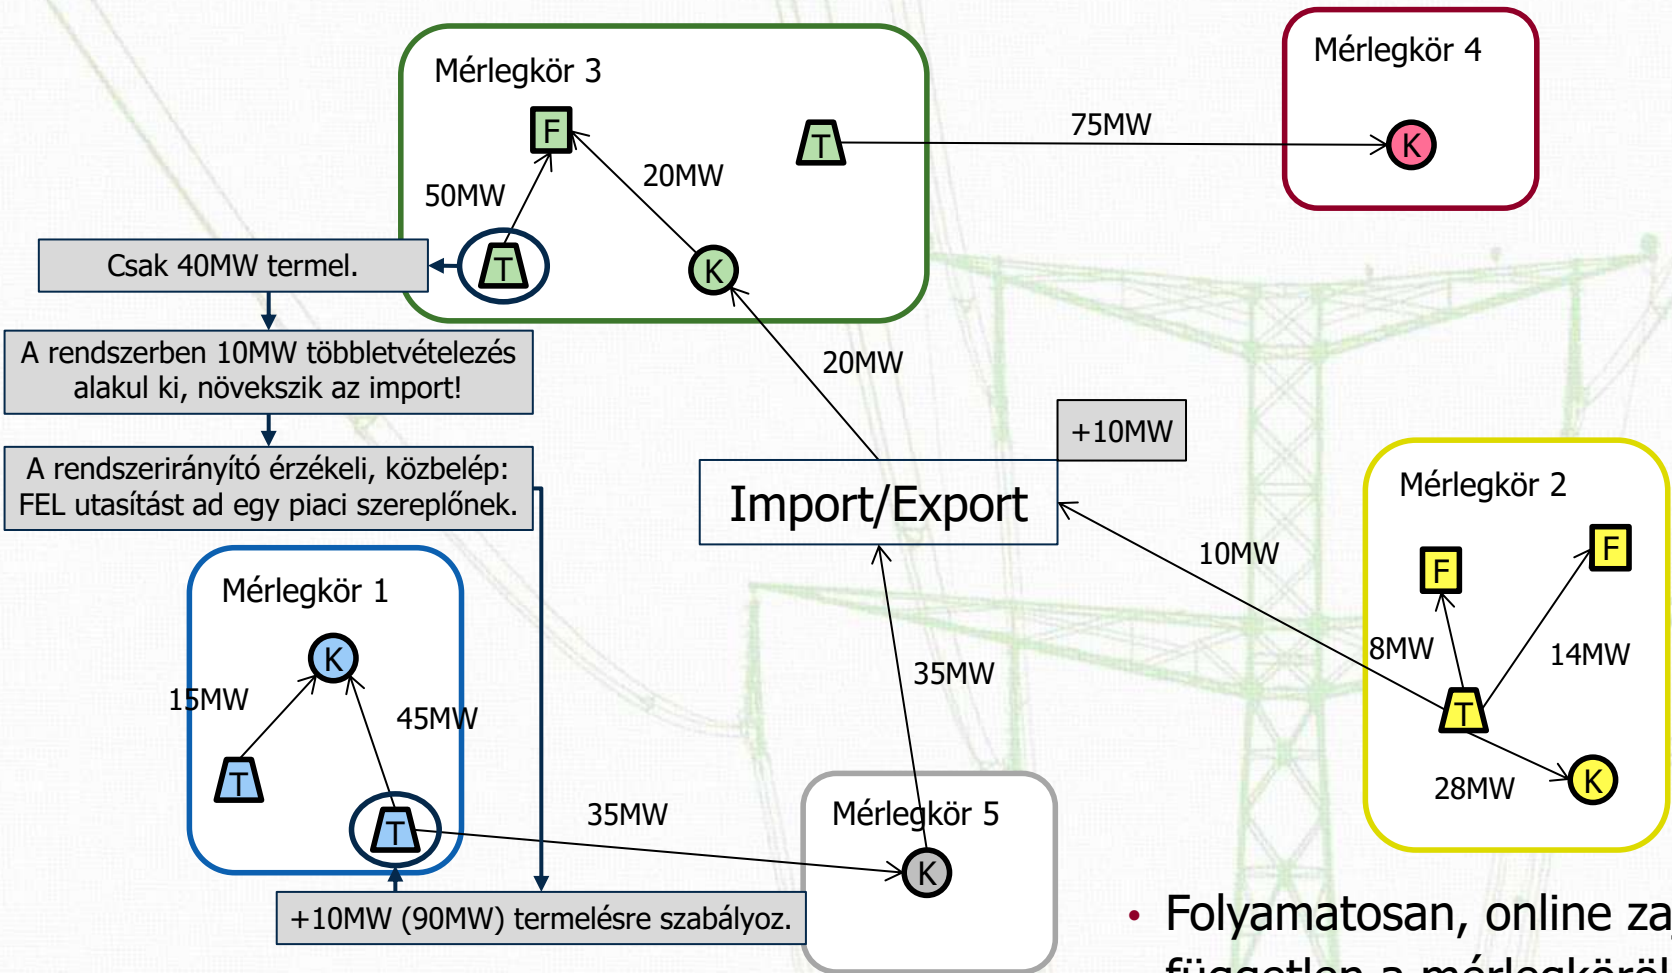 Mérlegkör 3
F
T
50MW
20MW
T
K
75MW
Mérlegkör 4
K
Csak 40MW termel.
A rendszerben 10MW többletvételezés
alakul ki, növekszik az import!
A rendszerirányító érzékeli, közbelép:
FEL utasítást ad egy piaci szereplőnek.
20MW
+10MW
Import/Export
10MW
35MW
Mérlegkör 2
F
F
8MW
14MW
T
28MW
K
Mérlegkör 1
K
15MW
45MW
T
T
35MW
Mérlegkör 5
K
+10MW (90MW) termelésre szabályoz.
• Folyamatosan, online
független a